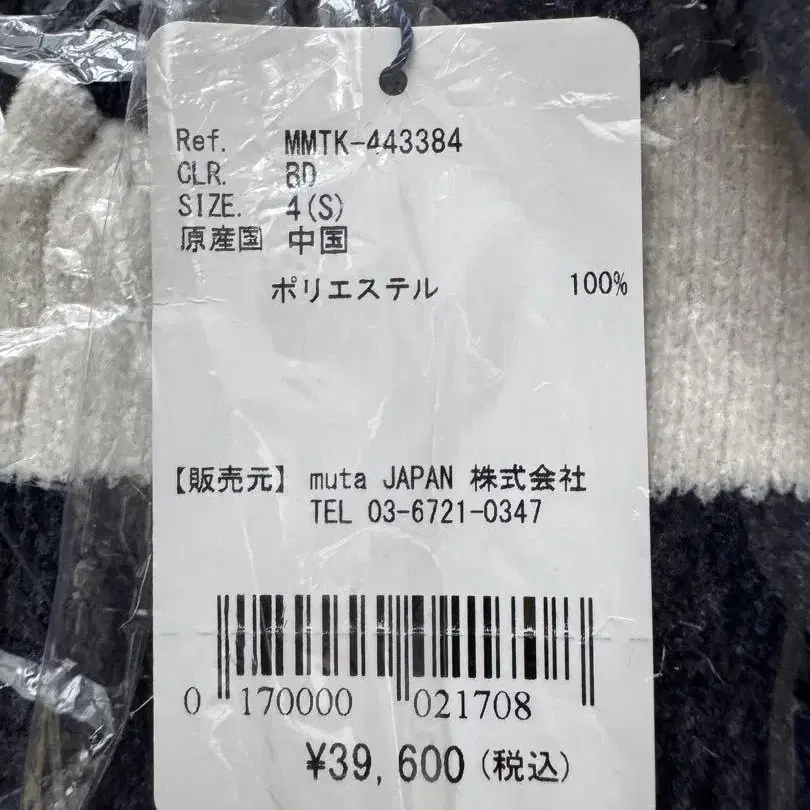 Ref. MMTK-443384
CLR. BD
SIZE. 4(S)
原産国 中国
ポリエステル 100%
【販売元】 muta JAPAN 株式会社
TEL 03-6721-0347
0 170000 021708
¥39,600(税込)